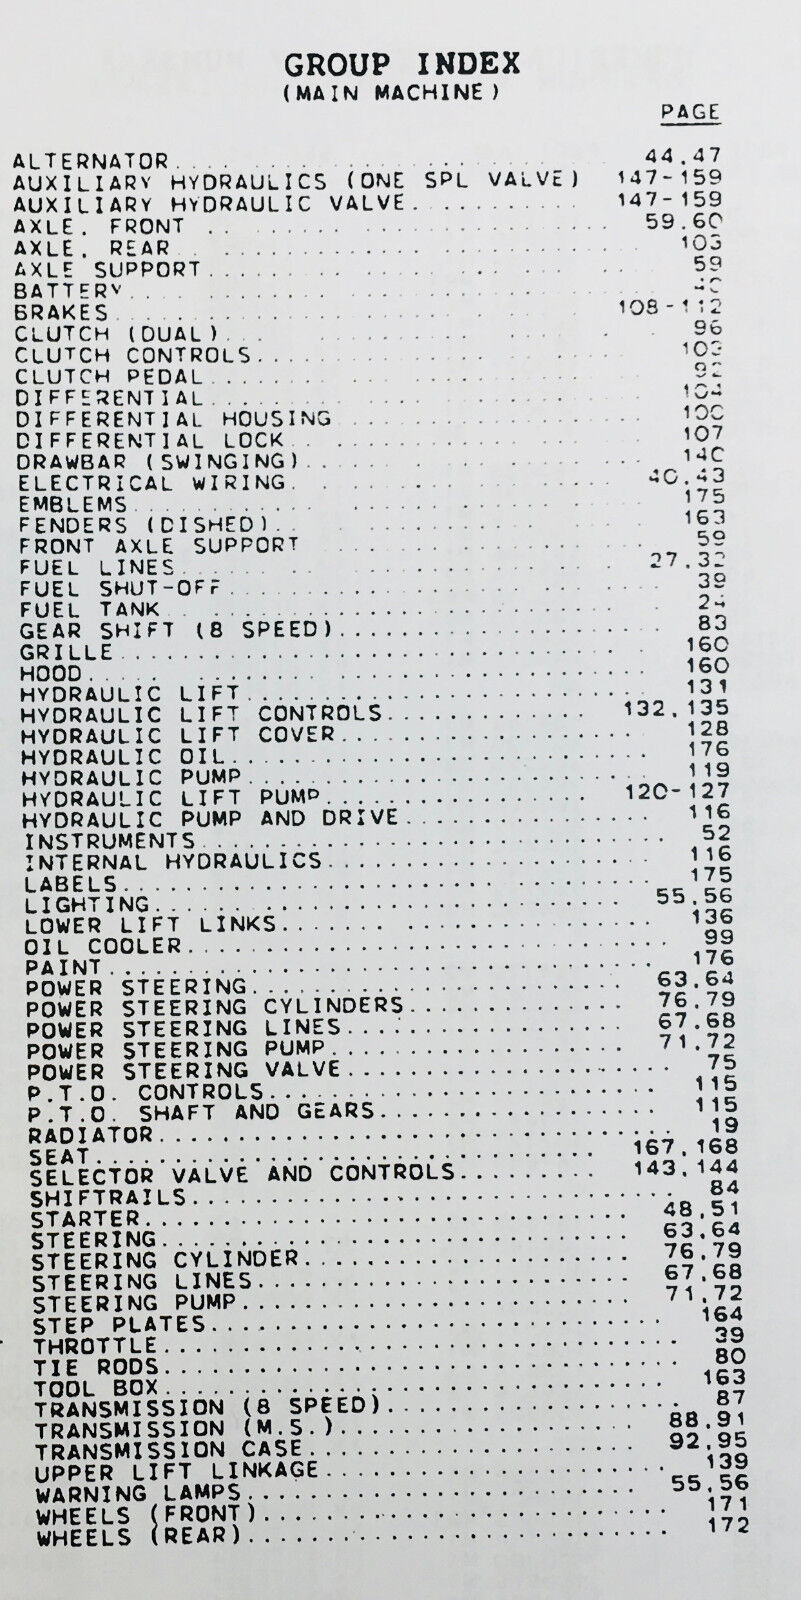 GROUP INDEX
(MAIN MACHINE)
PAGE
ALTERNATOR 44,47
AUXILIARY HYDRAULICS (ONE SPL VALVE) 147-159
AUXILIARY HYDRAULIC VALVE 147-159
AXLE, FRONT 59,60
AXLE, REAR 103
AXLE SUPPORT 59
BATTERY 40
BRAKES 108-112
CLUTCH (DUAL) 96
CLUTCH CONTROLS 103
CLUTCH PEDAL 92
DIFFERENTIAL 104
DIFFERENTIAL HOUSING 100
DIFFERENTIAL LOCK 107
DRAWBAR (SWINGING) 140
ELECTRICAL WIRING 40,43
EMBLEMS 175
FENDERS (DISHED) 163
FRONT AXLE SUPPORT 59
FUEL LINES 27,32
FUEL SHUT-OFF 39
FUEL TANK 24
GEAR SHIFT (8 SPEED) 83
GRILLE 160
HOOD 160
HYDRAULIC LIFT 131
HYDRAULIC LIFT CONTROLS 132,135
HYDRAULIC LIFT COVER 128
HYDRAULIC OIL 176
HYDRAULIC PUMP 119
HYDRAULIC LIFT PUMP 120-127
HYDRAULIC PUMP AND DRIVE 116
INSTRUMENTS 52
INTERNAL HYDRAULICS 116
LABELS 175
LIGHTING 55,56
LOWER LIFT LINKS 136
OIL COOLER 99
PAINT 176
POWER STEERING 63,64
POWER STEERING CYLINDERS 76,79
POWER STEERING LINES 67,68
POWER STEERING PUMP 71,72
POWER STEERING VALVE 75
P.T.O. CONTROLS 115
P.T.O. SHAFT AND GEARS 115
RADIATOR 19
SEAT 167,168
SELECTOR VALVE AND CONTROLS 143,144
SHIFTRAILS 84
STARTER 48,51
STEERING 63,64
STEERING CYLINDER 76,79
STEERING LINES 67,68
STEERING PUMP 71,72
STEP PLATES 164
THROTTLE 39
TIE RODS 80
TOOL BOX 163
TRANSMISSION (8 SPEED) 87
TRANSMISSION (M.S.) 88,91
TRANSMISSION CASE 92,95
UPPER LIFT LINKAGE 139
WARNING LAMPS 55,56
WHEELS (FRONT) 171
WHEELS (REAR) 172